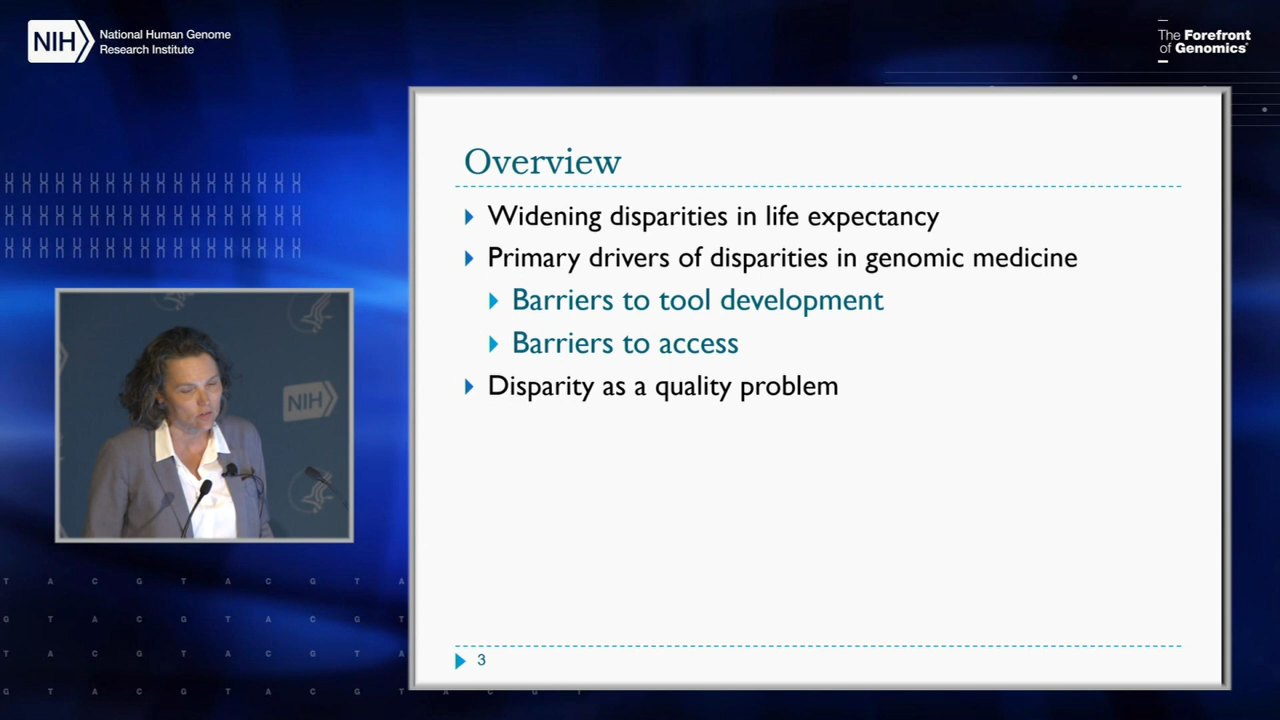 NIH
National Human Genome
Research Institute
The Forefront
of Genomics®
Overview
Widening disparities in life expectancy
Primary drivers of disparities in genomic medicine
Barriers to tool development
Barriers to access
Disparity as a quality problem
3
NIH
T A C G T A C G T A
G T A C G T A C G T
T A C G T A C G T A
G T A C G T A C G T A C G T